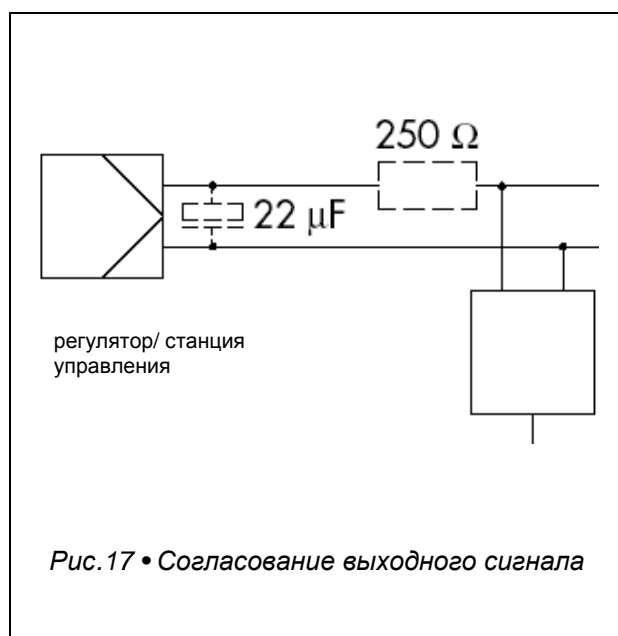 250 Ω
22 μF
регулятор/ станция
управления
Рис.17 • Согласование выходного сигнала